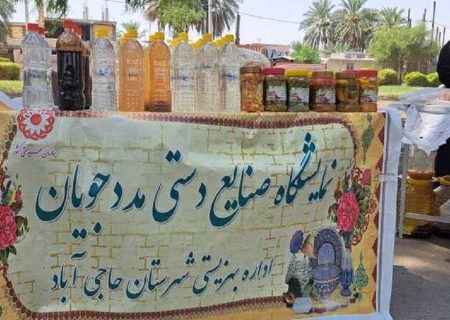 نمایشگاه صنایع دستی مددجویان
اداره بهزیستی شهرستان حاجی آباد